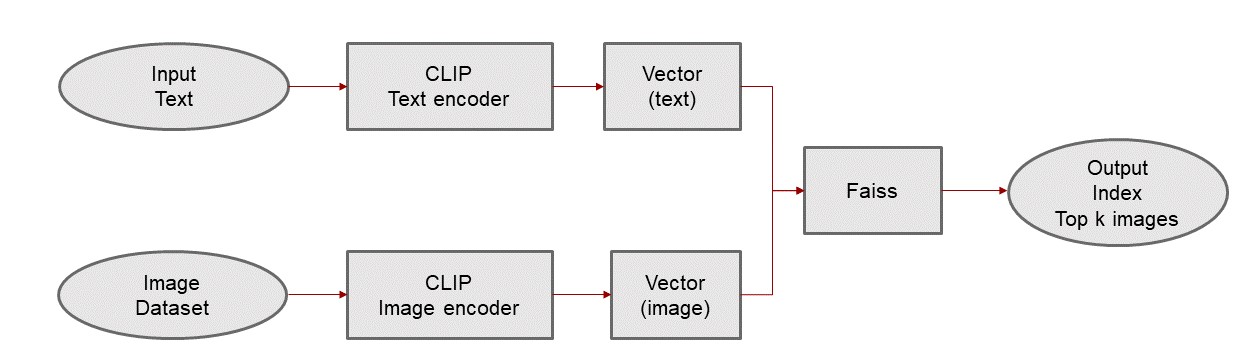 Input
Text
CLIP
Text encoder
Vector
(text)
Faiss
Output
Index
Top k images
Image
Dataset
CLIP
Image encoder
Vector
(image)